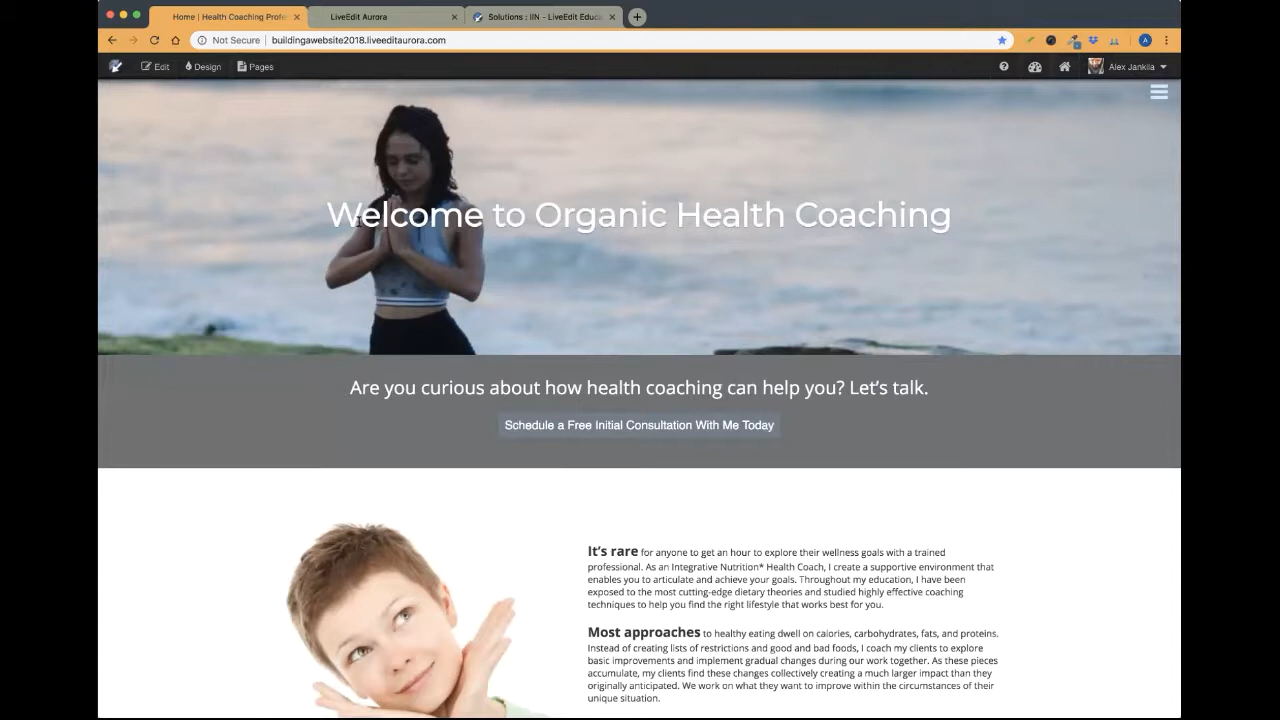 Home | Health Coaching Profe
LiveEdit Aurora
Solutions : IIN - LiveEdit Educa
Not Secure
buildingawebsite2018.liveeditaurora.com
Edit
Design
Pages
Alex Jankila
Welcome to Organic Health Coaching
Are you curious about how health coaching can help you? Let's talk.
Schedule a Free Initial Consultation With Me Today
It's rare for anyone to get an hour to explore their wellness goals with a trained
professional. As an Integrative Nutrition* Health Coach, I create a supportive environment that
enables you to articulate and achieve your goals. Throughout my education, I have been
exposed to the most cutting-edge dietary theories and studied highly effective coaching
techniques to help you find the right lifestyle that works best for you.
Most approaches to healthy eating dwell on calories, carbohydrates, fats, and proteins.
Instead of creating lists of restrictions and good and bad foods, I coach my clients to explore
basic improvements and implement gradual changes during our work together. As these pieces
accumulate, my clients find these changes collectively creating a much larger impact than they
originally anticipated. We work on what they want to improve within the circumstances of their
unique situation.